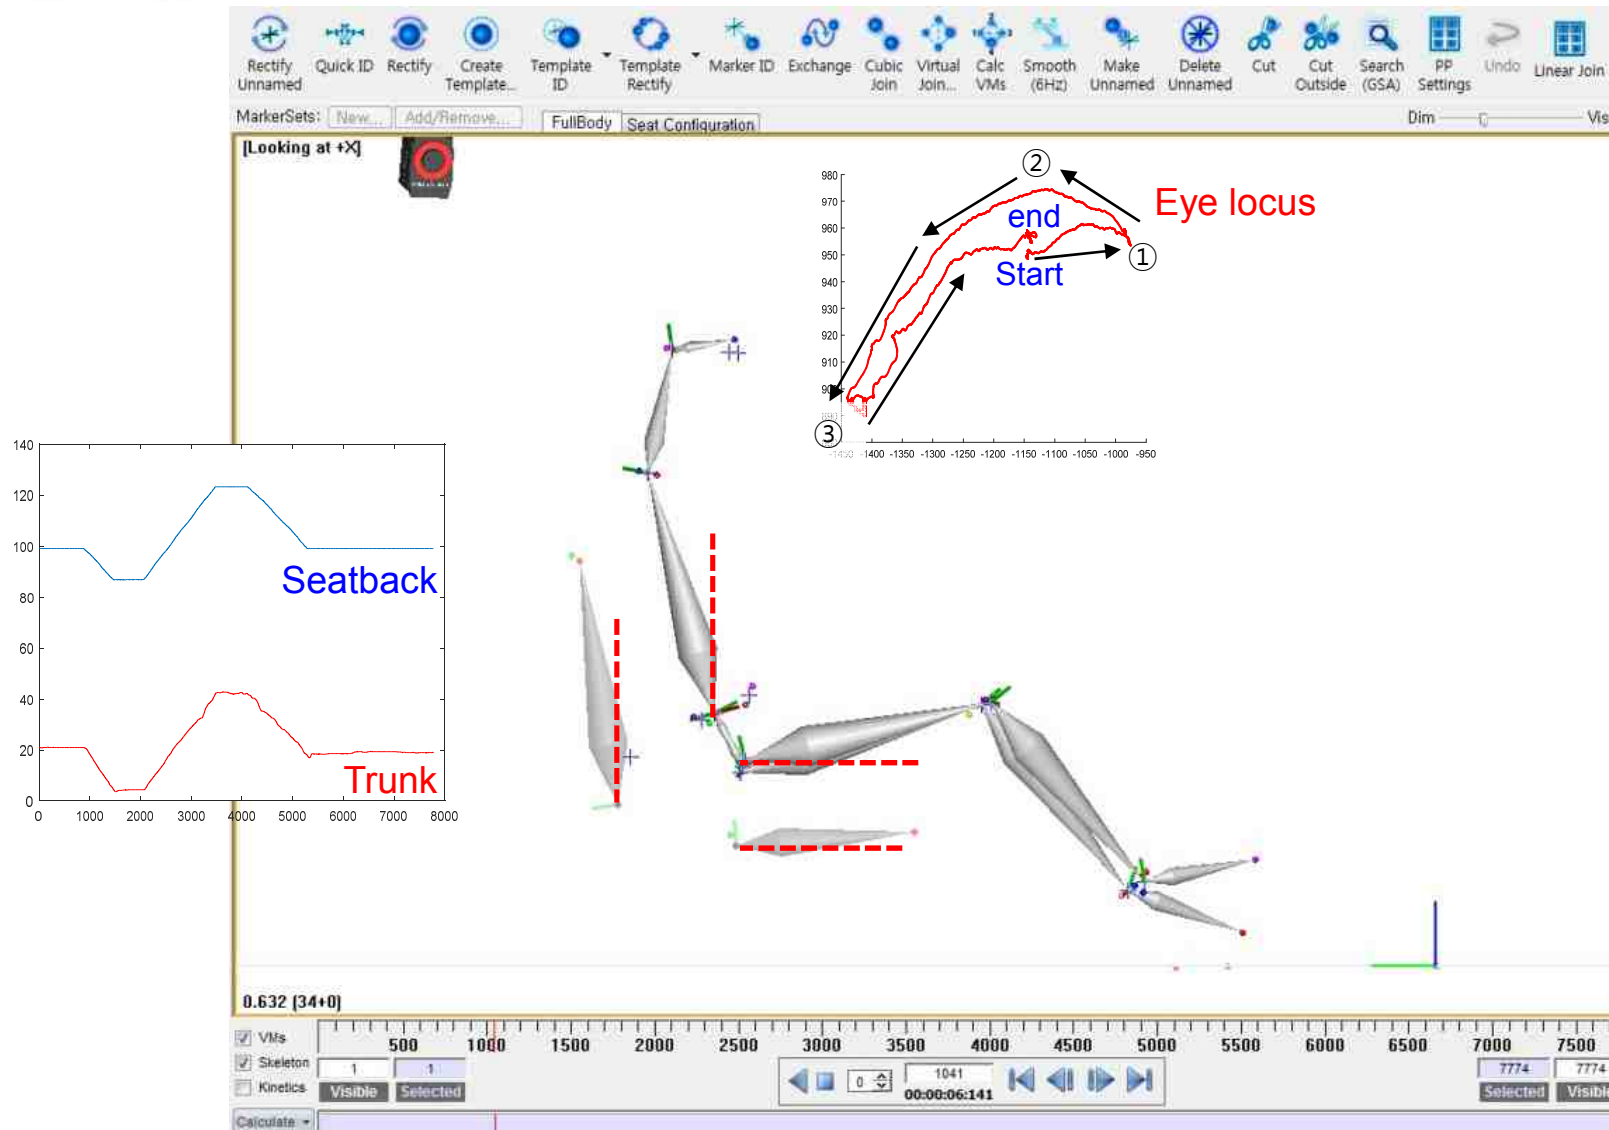 Rectify Unnamed
Quick ID
Rectify
Create Template...
Template ID
Template Rectify
Marker ID
Exchange
Cubic Join
Virtual Join...
Calc VMs
Smooth (6Hz)
Make Unnamed
Delete Unnamed
Cut
Cut Outside
Search (GSA)
PP Settings
Undo
Linear Join
MarkerSets: New... Add/Remove... FullBody Seat Configuration Dim Vis
[Looking at +X]
②
980
970
960
950
940
930
920
910
Eye locus
end
①
Start
③
-1450 -1400 -1350 -1300 -1250 -1200 -1150 -1100 -1050 -1000 -950
140
120
100
80
60
40
20
0
Seatback
Trunk
0 1000 2000 3000 4000 5000 6000 7000 8000
0.632 (34+0)
VMs
Skeleton
Kinetics
500 1000 1500 2000 2500 3000 3500 4000 4500 5000 5500 6000 6500 7000 7500
1 1
Visible Selected
0 1041
00:00:06:141
7774 7774
Selected Visible
Calculate